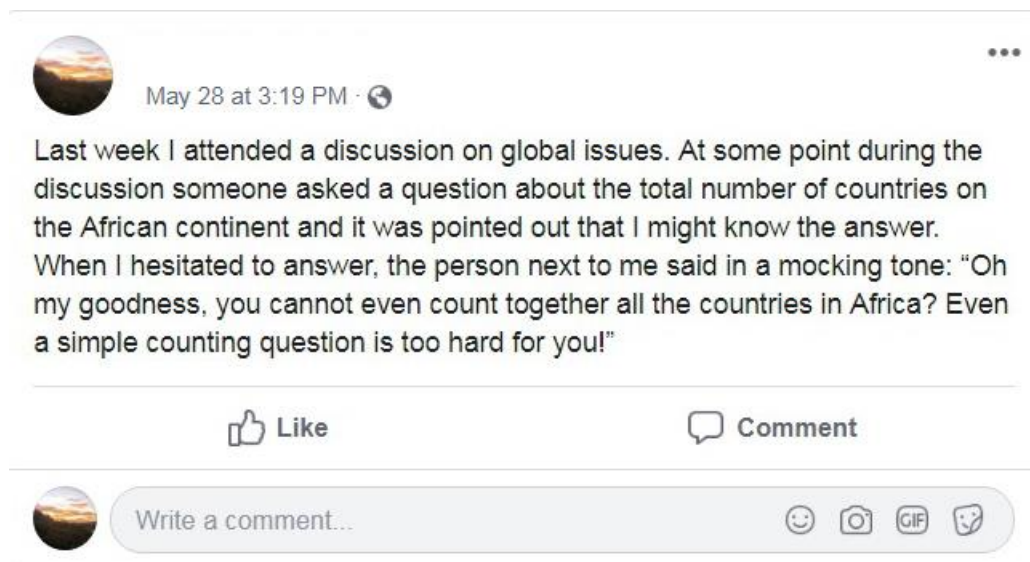 May 28 at 3:19 PM ·
Last week I attended a discussion on global issues. At some point during the
discussion someone asked a question about the total number of countries on
the African continent and it was pointed out that I might know the answer.
When I hesitated to answer, the person next to me said in a mocking tone: “Oh
my goodness, you cannot even count together all the countries in Africa? Even
a simple counting question is too hard for you!”
Like Comment
Write a comment...
GIF